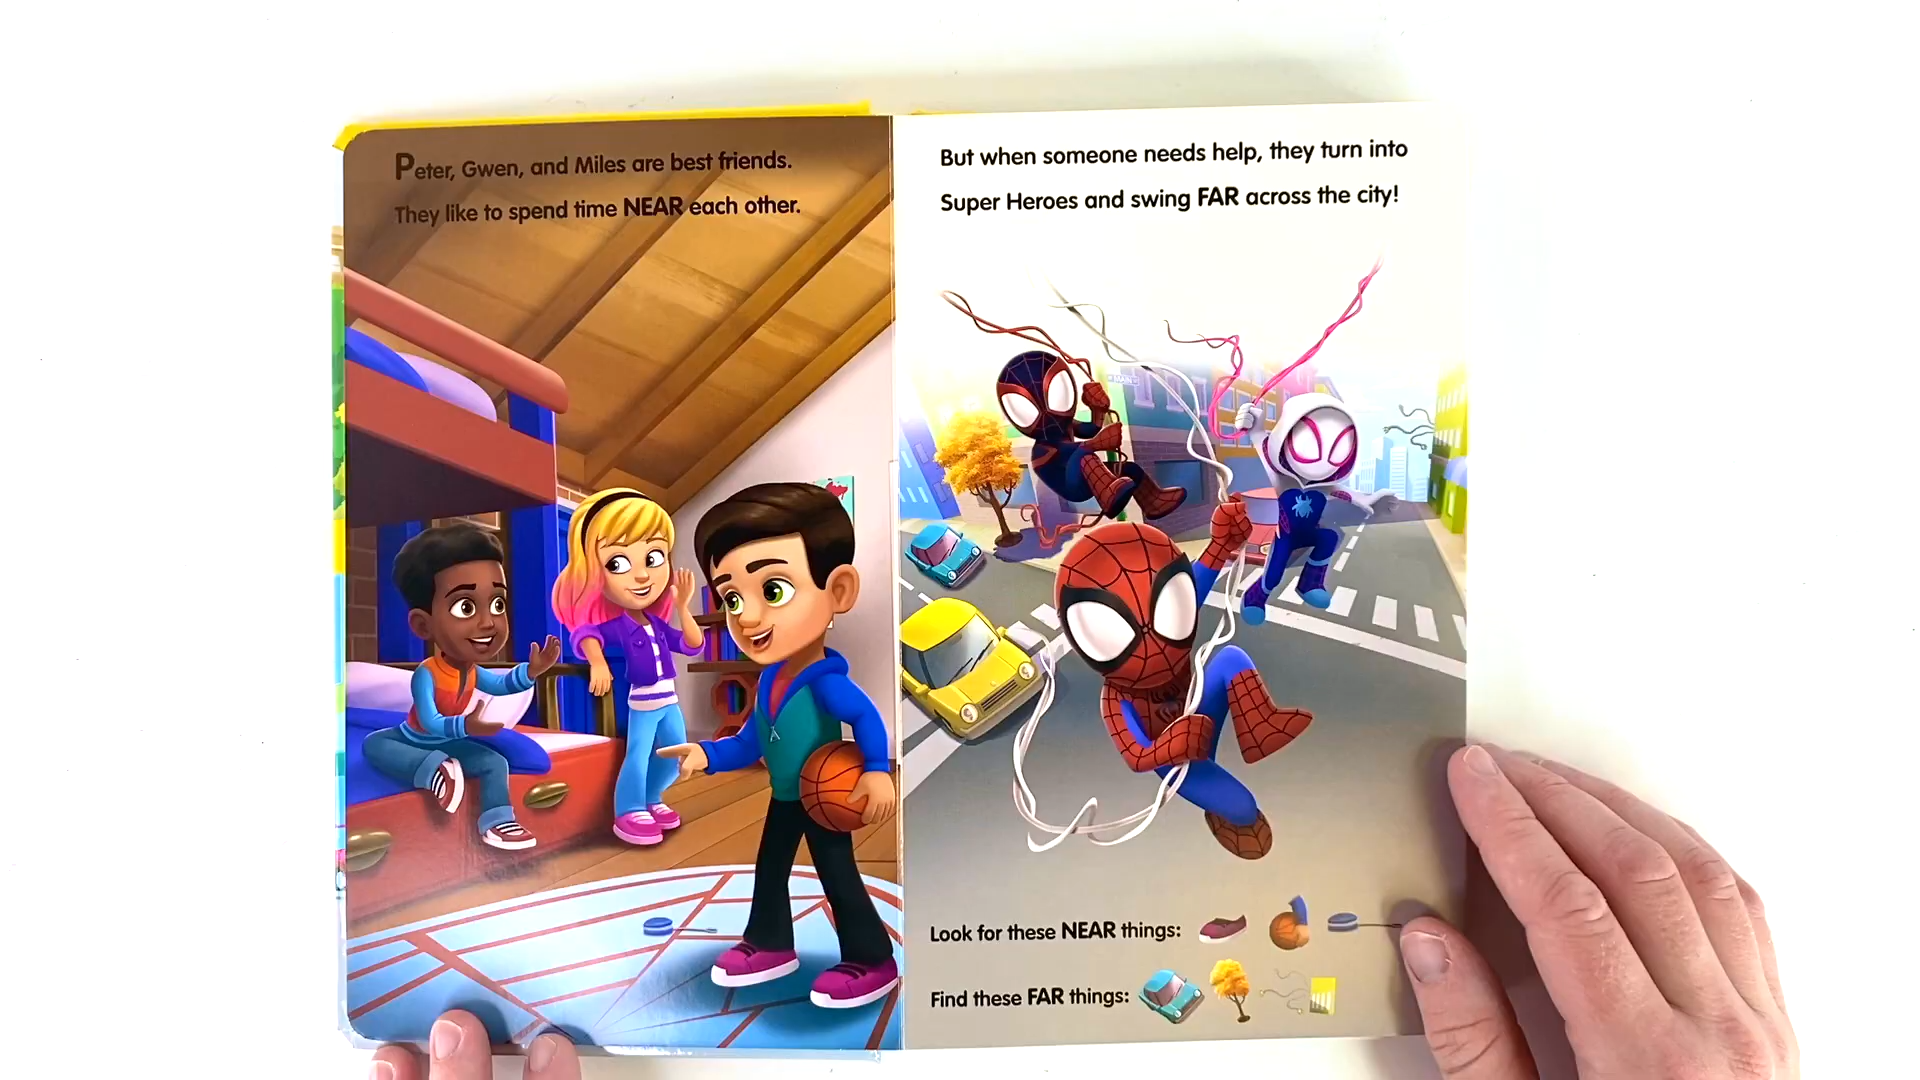 Peter, Gwen, and Miles are best friends.
They like to spend time NEAR each other.
But when someone needs help, they turn into
Super Heroes and swing FAR across the city!
MAIN
Look for these NEAR things:
Find these FAR things: